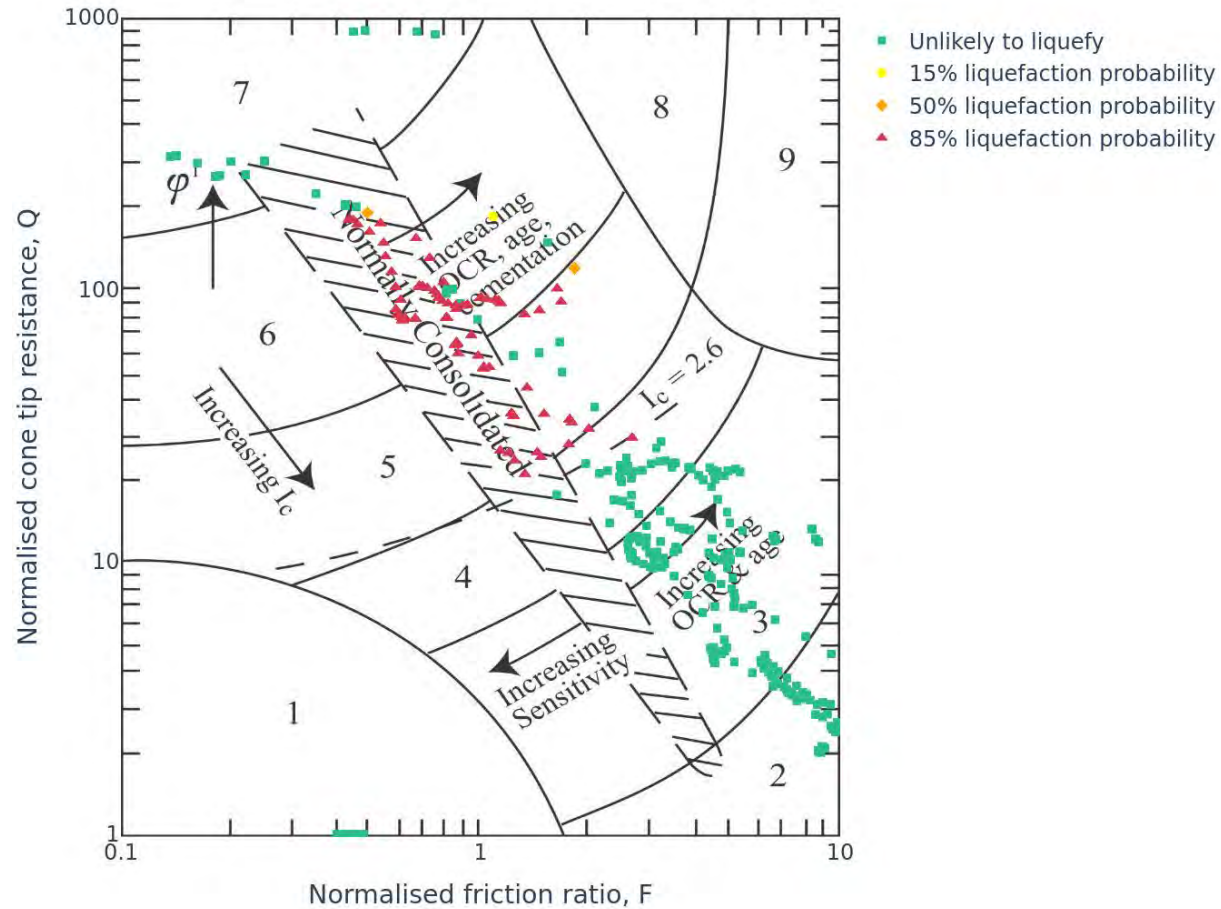 1000
100
10
1
0.1
1
10
Normalised cone tip resistance, Q
Normalised friction ratio, F
Unlikely to liquefy
15% liquefaction probability
50% liquefaction probability
85% liquefaction probability
7
8
9
φ'
Increasing
OCR, age,
cementation
Normally Consolidated
6
Ic = 2.6
Increasing Ic
5
4
Increasing
OCR & age
3
Increasing
Sensitivity
1
2